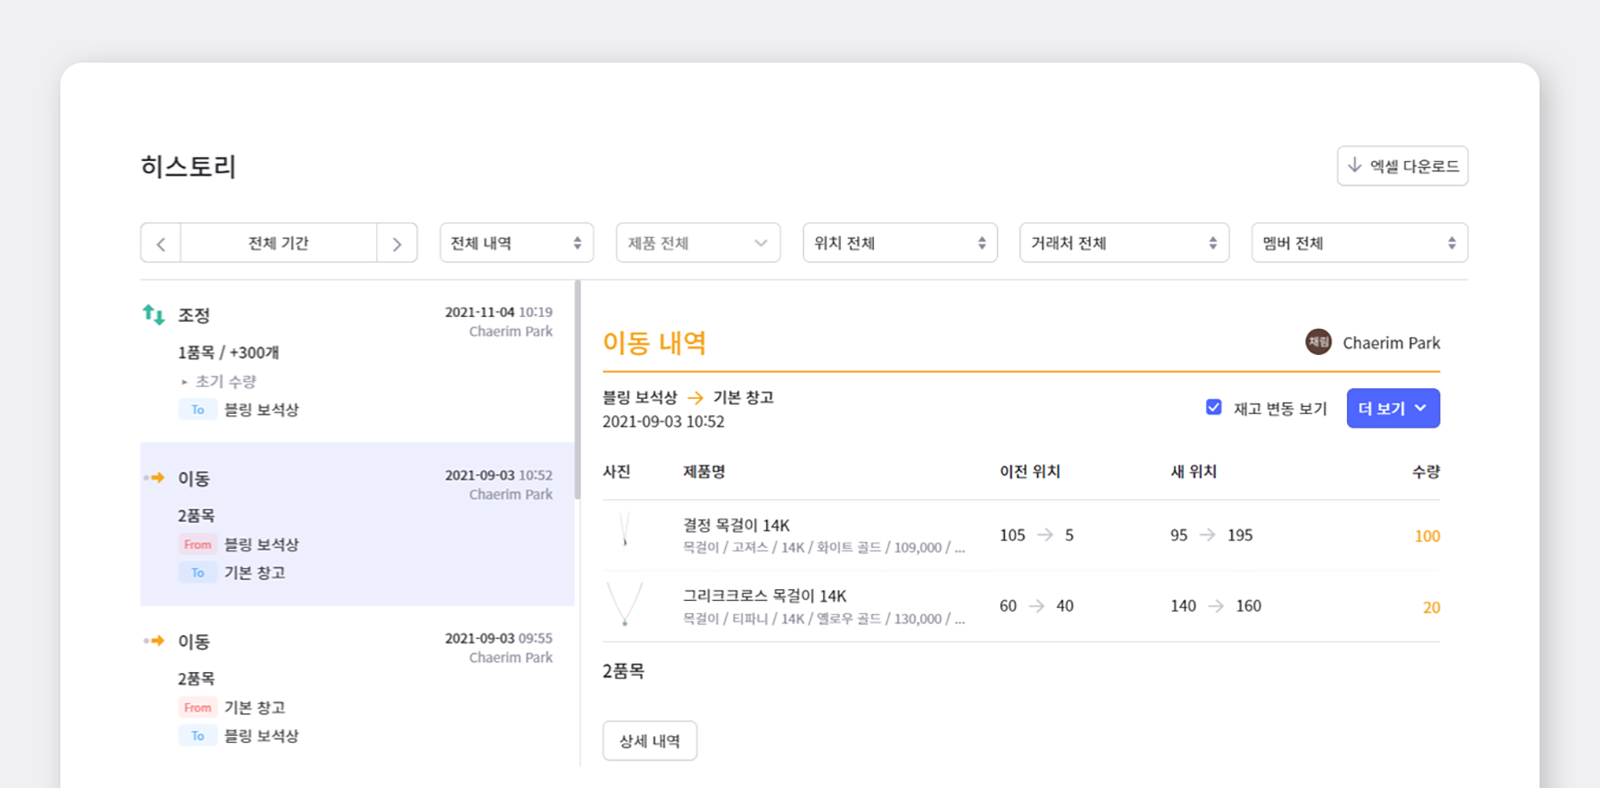 히스토리
엑셀 다운로드
전체 기간
전체 내역
제품 전체
위치 전체
거래처 전체
멤버 전체
조정
2021-11-04 10:19
Chaerim Park
1품목 / +300개
초기 수량
To 블링 보석상
이동
2021-09-03 10:52
Chaerim Park
2품목
From 블링 보석상
To 기본 창고
이동
2021-09-03 09:55
Chaerim Park
2품목
From 기본 창고
To 블링 보석상
이동 내역
채림 Chaerim Park
블링 보석상 → 기본 창고
2021-09-03 10:52
재고 변동 보기
더 보기
사진 제품명 이전 위치 새 위치 수량
결정 목걸이 14K
목걸이 / 고져스 / 14K / 화이트 골드 / 109,000 / ...
105 → 5 95 → 195 100
그리크크로스 목걸이 14K
목걸이 / 티파니 / 14K / 옐로우 골드 / 130,000 / ...
60 → 40 140 → 160 20
2품목
상세 내역